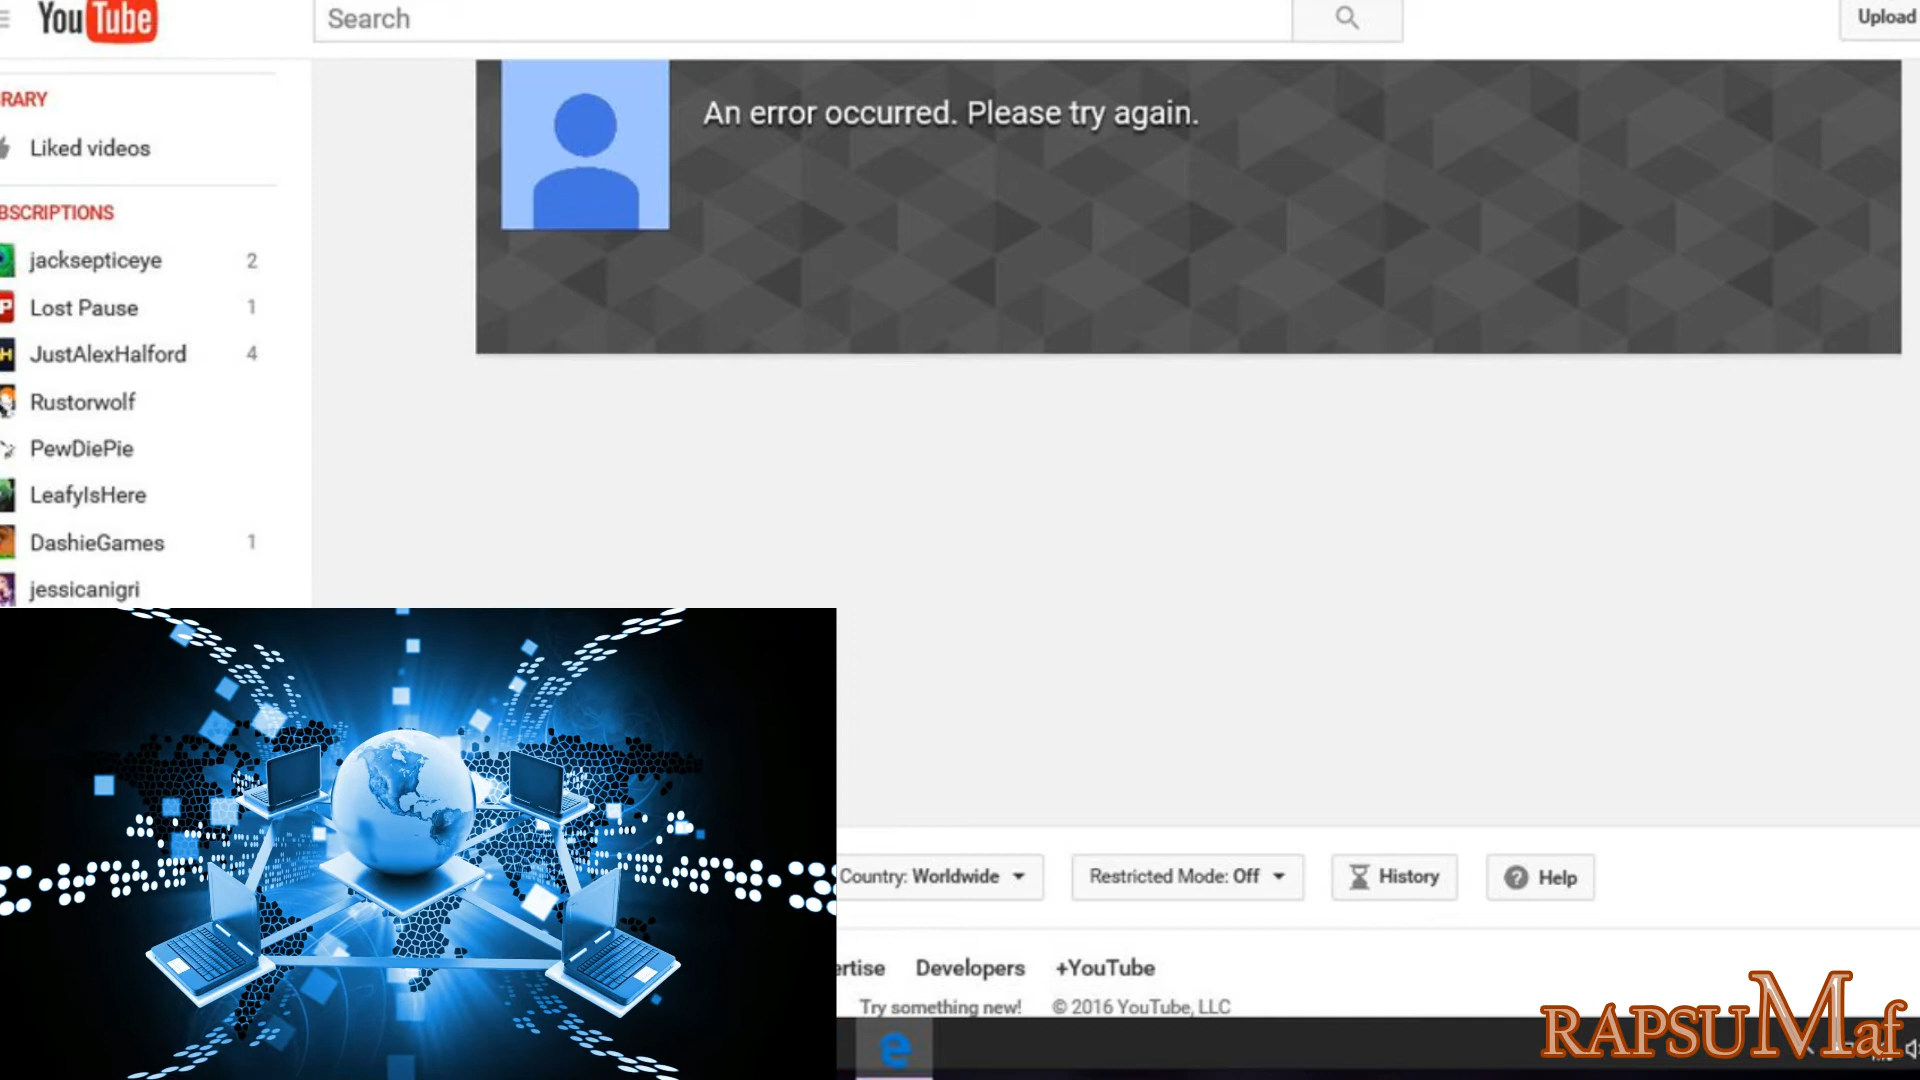 YouTube
Search
Upload
RARY
Liked videos
BSCRIPTIONS
jacksepticeye 2
Lost Pause 1
JustAlexHalford 4
Rustorwolf
PewDiePie
LeafyIsHere
DashieGames 1
jessicanigri
An error occurred. Please try again.
Country: Worldwide
Restricted Mode: Off
History
Help
ertise Developers +YouTube
Try something new! © 2016 YouTube, LLC
RAPSUMaf